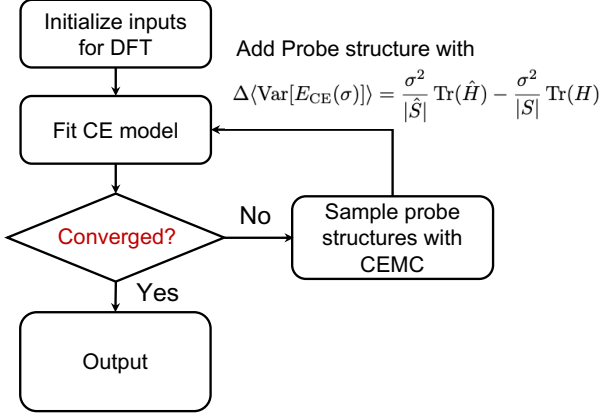 Initialize inputs
for DFT
Add Probe structure with
Δ⟨Var[E_CE(σ)]⟩ = σ²/|Ŝ| Tr(Ĥ) − σ²/|S| Tr(H)
Fit CE model
Converged?
No
Sample probe
structures with
CEMC
Yes
Output